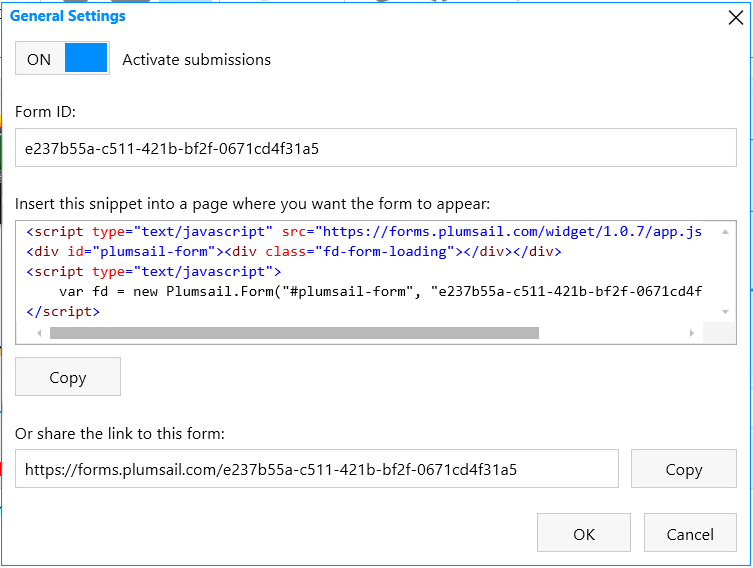 General Settings
ON Activate submissions
Form ID:
e237b55a-c511-421b-bf2f-0671cd4f31a5
Insert this snippet into a page where you want the form to appear:
<script type="text/javascript" src="https://forms.plumsail.com/widget/1.0.7/app.js
<div id="plumsail-form"><div class="fd-form-loading"></div></div>
<script type="text/javascript">
var fd = new Plumsail.Form("#plumsail-form", "e237b55a-c511-421b-bf2f-0671cd4f
</script>
Copy
Or share the link to this form:
https://forms.plumsail.com/e237b55a-c511-421b-bf2f-0671cd4f31a5 Copy
OK Cancel